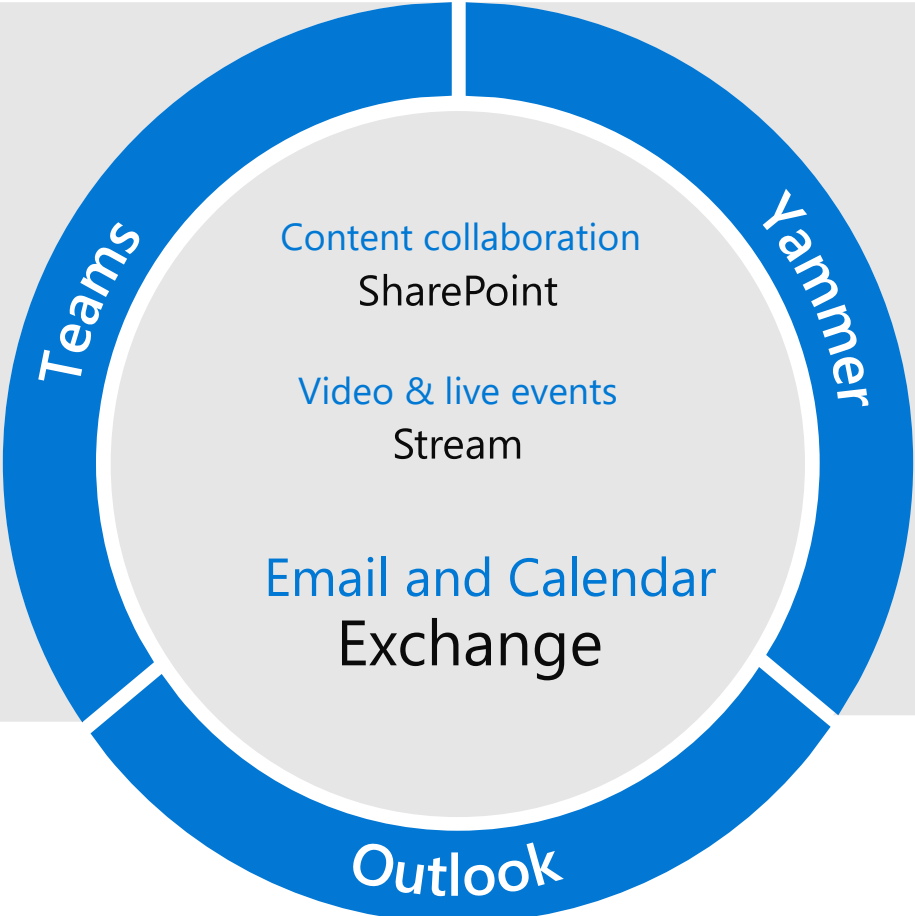 Teams
Yammer
Content collaboration
SharePoint
Video & live events
Stream
Email and Calendar
Exchange
Outlook